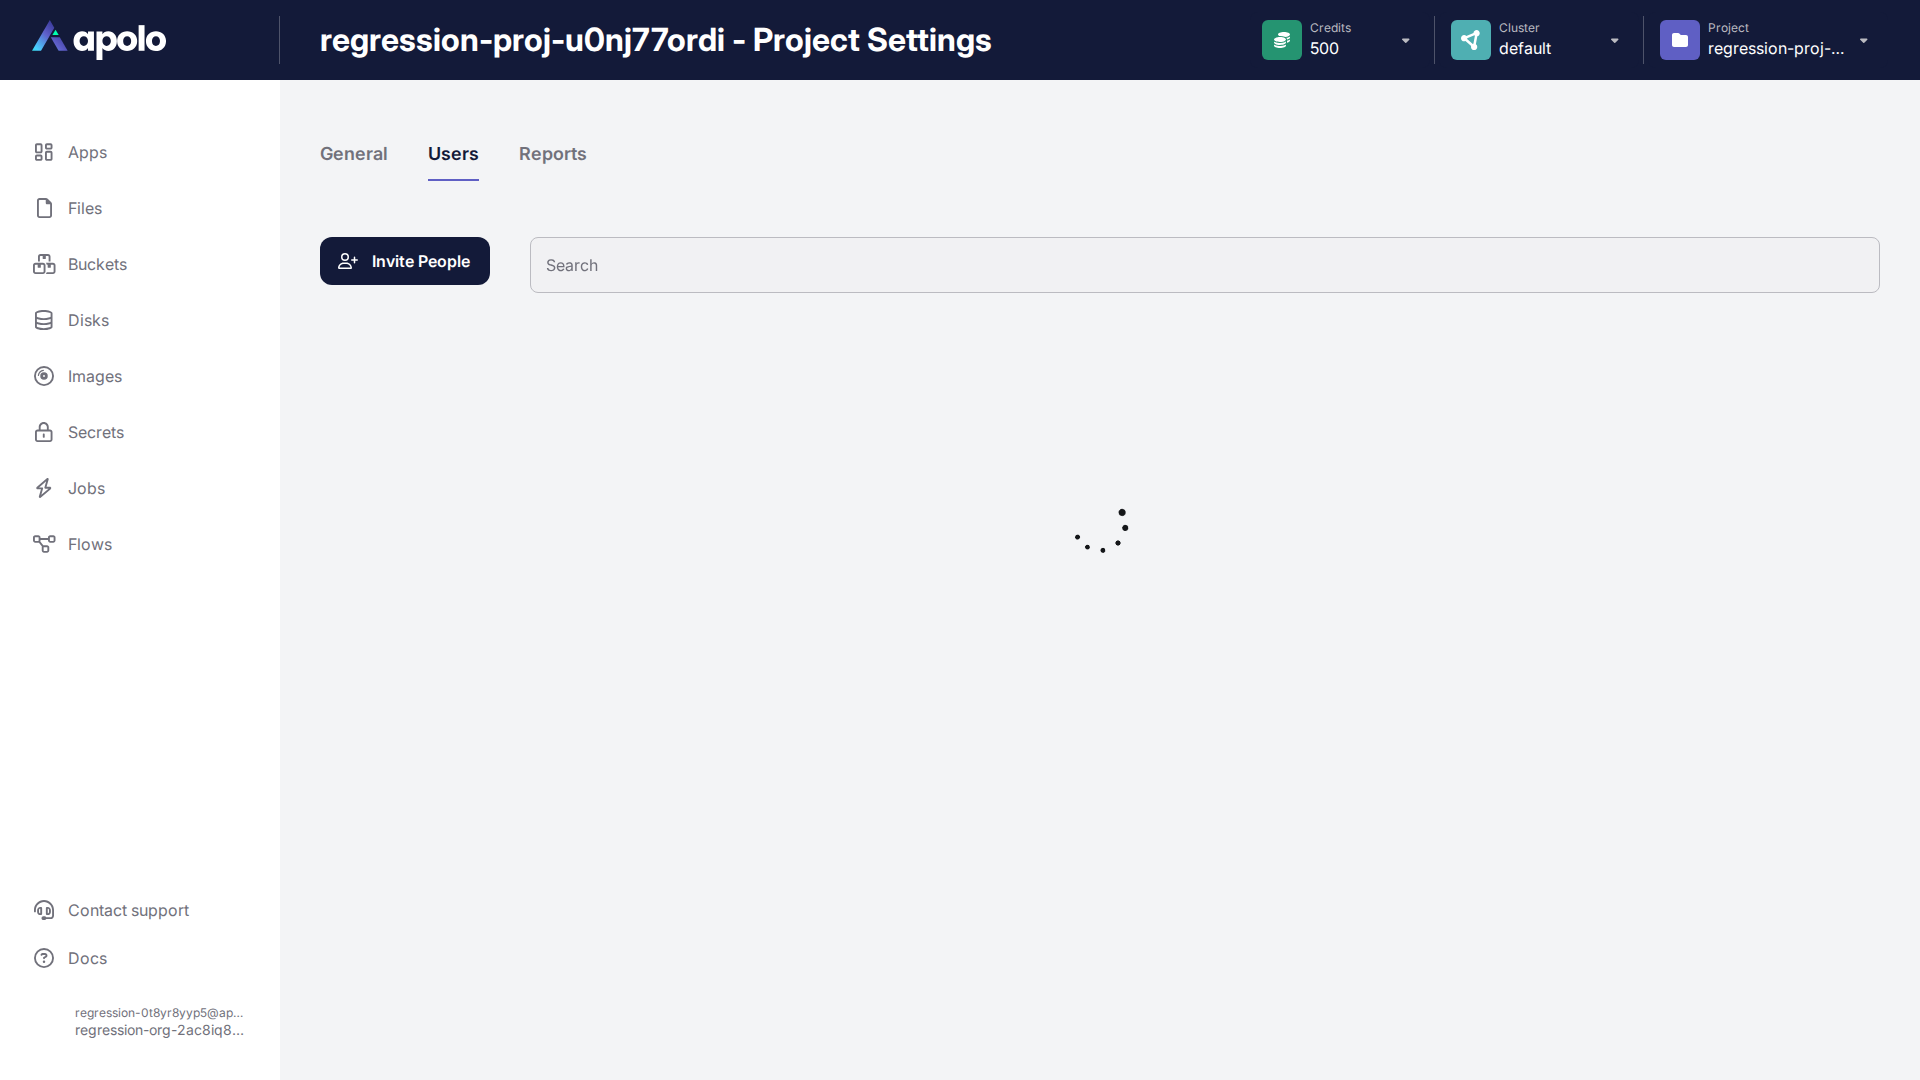 apolo
regression-proj-u0nj77ordi - Project Settings
Credits
500
Cluster
default
Project
regression-proj-...
Apps
Files
Buckets
Disks
Images
Secrets
Jobs
Flows
General
Users
Reports
Invite People
Search
Contact support
Docs
regression-0t8yr8yyp5@ap...
regression-org-2ac8iq8...